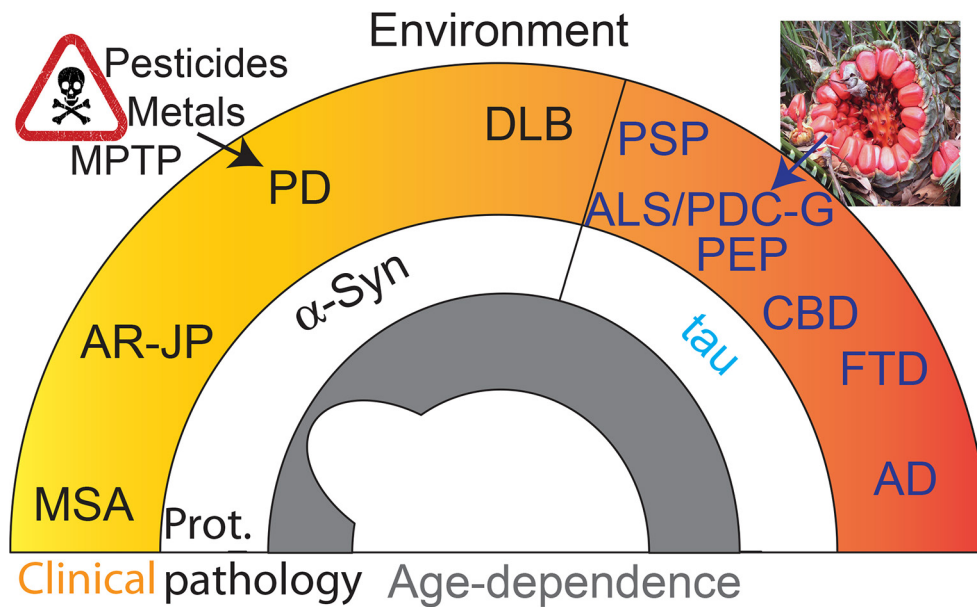 Environment
Pesticides
Metals
MPTP
PD
DLB
PSP
ALS/PDC-G
PEP
CBD
FTD
AD
α-Syn
tau
AR-JP
MSA
Prot.
Clinical pathology Age-dependence